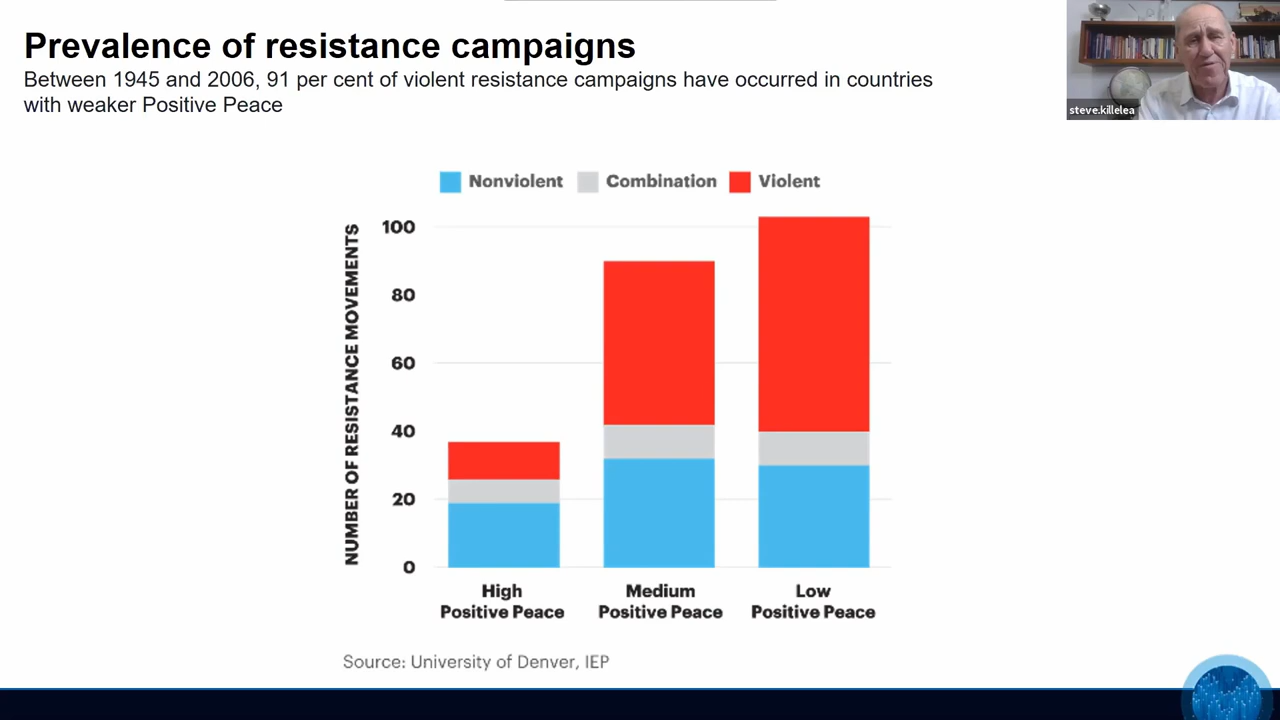 Prevalence of resistance campaigns
Between 1945 and 2006, 91 per cent of violent resistance campaigns have occurred in countries
with weaker Positive Peace
steve.killelea
Nonviolent Combination Violent
NUMBER OF RESISTANCE MOVEMENTS
100
80
60
40
20
0
High
Positive Peace
Medium
Positive Peace
Low
Positive Peace
Source: University of Denver, IEP